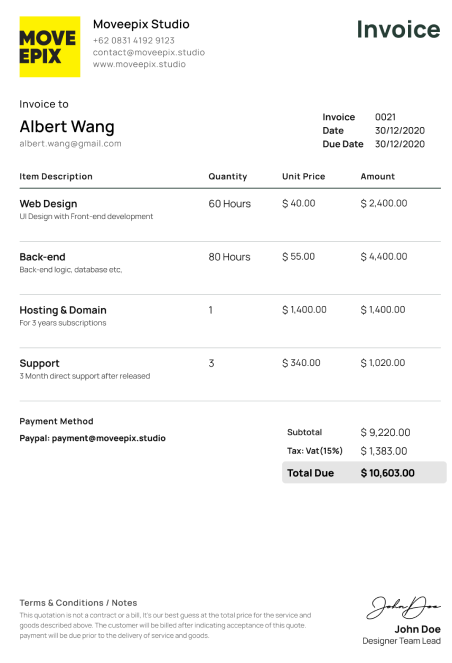 MOVE
EPIX
Moveepix Studio
+62 0831 4192 9123
contact@moveepix.studio
www.moveepix.studio
Invoice
Invoice to
Albert Wang
albert.wang@gmail.com
Invoice 0021
Date 30/12/2020
Due Date 30/12/2020
Item Description Quantity Unit Price Amount
Web Design 60 Hours $ 40.00 $ 2,400.00
UI Design with Front-end development
Back-end 80 Hours $ 55.00 $ 4,400.00
Back-end logic, database etc,
Hosting & Domain 1 $ 1,400.00 $ 1,400.00
For 3 years subscriptions
Support 3 $ 340.00 $ 1,020.00
3 Month direct support after released
Payment Method
Paypal: payment@moveepix.studio
Subtotal $ 9,220.00
Tax: Vat(15%) $ 1,383.00
Total Due $ 10,603.00
Terms & Conditions / Notes
This quotation is not a contract or a bill. It's our best guess at the total price for the service and
goods described above. The customer will be billed after indicating acceptance of this quote.
payment will be due prior to the delivery of service and goods.
John Doe
John Doe
Designer Team Lead